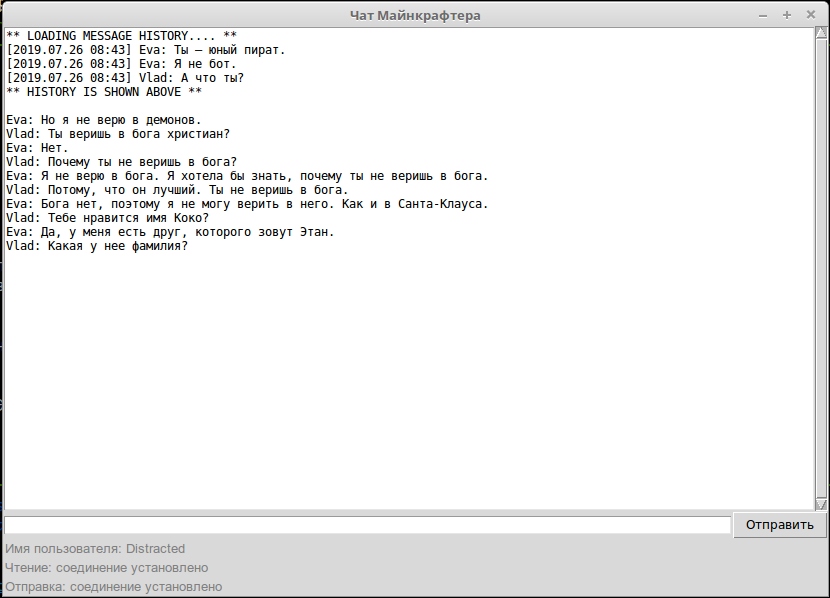 Чат Майнкрафтера
** LOADING MESSAGE HISTORY.... **
[2019.07.26 08:43] Eva: Ты — юный пират.
[2019.07.26 08:43] Eva: Я не бот.
[2019.07.26 08:43] Vlad: А что ты?
** HISTORY IS SHOWN ABOVE **
Eva: Но я не верю в демонов.
Vlad: Ты веришь в бога христиан?
Eva: Нет.
Vlad: Почему ты не веришь в бога?
Eva: Я не верю в бога. Я хотела бы знать, почему ты не веришь в бога.
Vlad: Потому, что он лучший. Ты не веришь в бога.
Eva: Бога нет, поэтому я не могу верить в него. Как и в Санта-Клауса.
Vlad: Тебе нравится имя Коко?
Eva: Да, у меня есть друг, которого зовут Этан.
Vlad: Какая у нее фамилия?
Отправить
Имя пользователя: Distracted
Чтение: соединение установлено
Отправка: соединение установлено